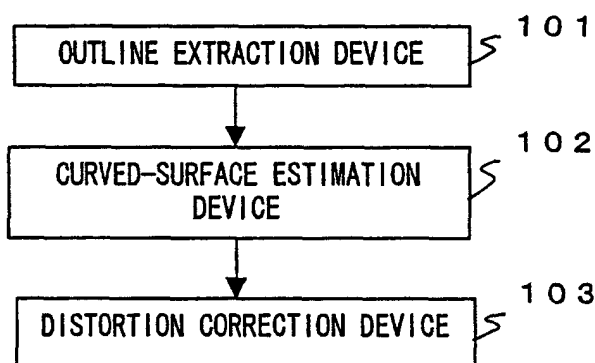 101
OUTLINE EXTRACTION DEVICE
102
CURVED-SURFACE ESTIMATION
DEVICE
103
DISTORTION CORRECTION DEVICE